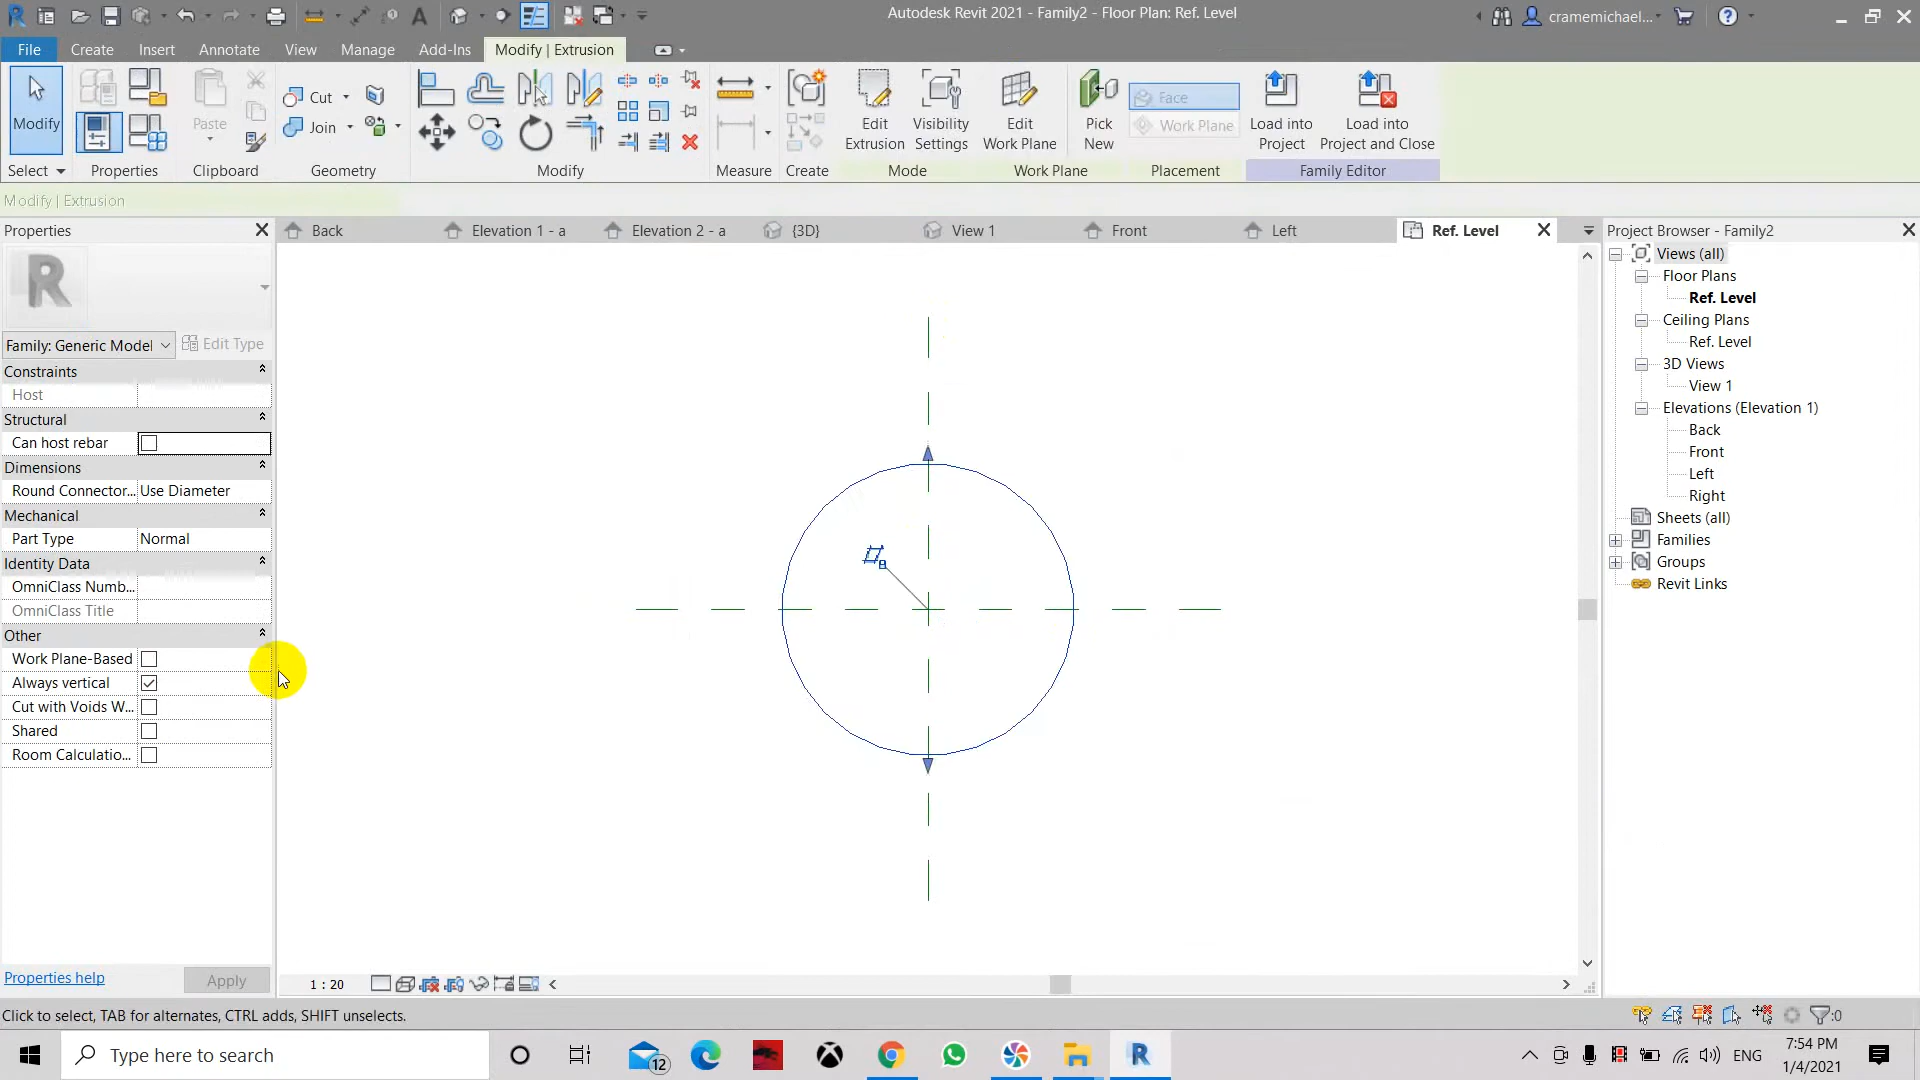 Autodesk Revit 2021 - Family2 - Floor Plan: Ref. Level
cramemichael...
File Create Insert Annotate View Manage Add-Ins Modify | Extrusion
Modify
Paste
Cut
Join
Edit Extrusion
Visibility Settings
Edit Work Plane
Pick New
Face
Work Plane
Load into Project
Load into Project and Close
Select Properties Clipboard Geometry Modify Measure Create Mode Work Plane Placement Family Editor
Modify | Extrusion
Properties
Back Elevation 1 - a Elevation 2 - a {3D} View 1 Front Left Ref. Level
Project Browser - Family2
R
Family: Generic Model Edit Type
Constraints
Host
Structural
Can host rebar
Dimensions
Round Connector... Use Diameter
Mechanical
Part Type Normal
Identity Data
OmniClass Numb...
OmniClass Title
Other
Work Plane-Based
Always vertical
Cut with Voids W...
Shared
Room Calculatio...
Properties help
Apply
Views (all)
Floor Plans
Ref. Level
Ceiling Plans
Ref. Level
3D Views
View 1
Elevations (Elevation 1)
Back
Front
Left
Right
Sheets (all)
Families
Groups
Revit Links
1 : 20
Click to select, TAB for alternates, CTRL adds, SHIFT unselects.
:0
Type here to search
12
ENG
7:54 PM
1/4/2021